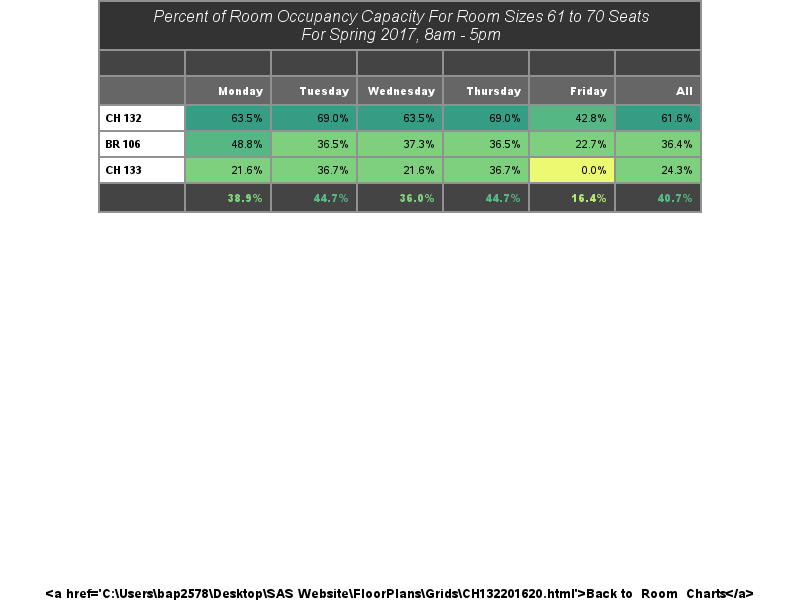 Percent of Room Occupancy Capacity For Room Sizes 61 to 70 Seats
For Spring 2017, 8am - 5pm
Monday Tuesday Wednesday Thursday Friday All
CH 132 63.5% 69.0% 63.5% 69.0% 42.8% 61.6%
BR 106 48.8% 36.5% 37.3% 36.5% 22.7% 36.4%
CH 133 21.6% 36.7% 21.6% 36.7% 0.0% 24.3%
38.9% 44.7% 36.0% 44.7% 16.4% 40.7%
<a href='C:\Users\bap2578\Desktop\SAS Website\FloorPlans\Grids\CH132201620.html'>Back to Room Charts</a>